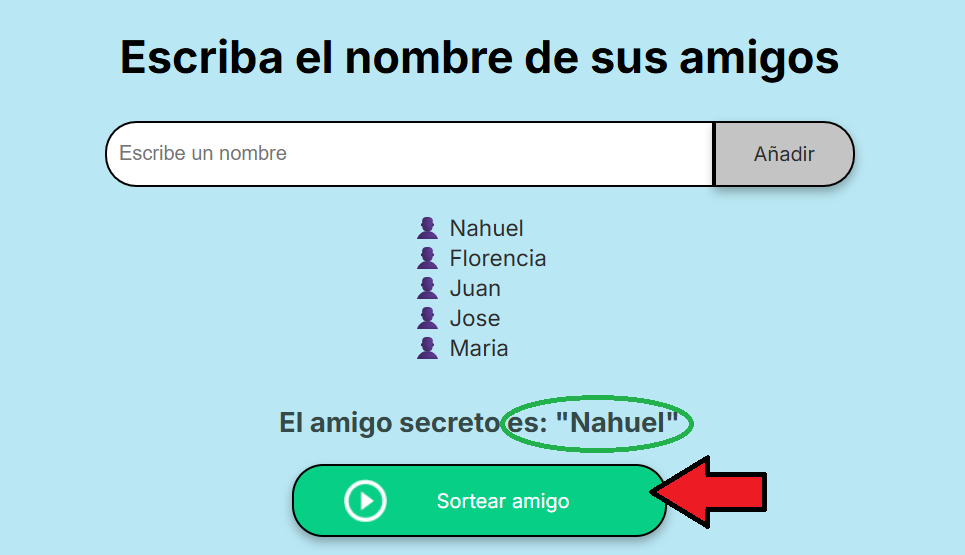 Escriba el nombre de sus amigos
Escribe un nombre
Añadir
Nahuel
Florencia
Juan
Jose
Maria
El amigo secreto es: "Nahuel"
Sortear amigo